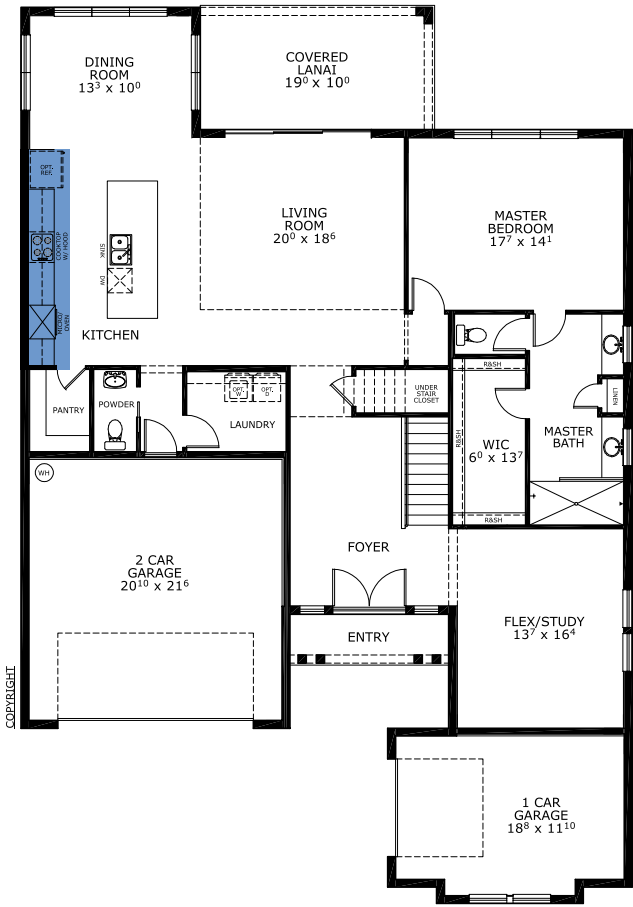 DINING
ROOM
13³ x 10⁰
COVERED
LANAI
19⁰ x 10⁰
OPT.
REF.
COOKTOP
W/ HOOD
MICRO/
OVEN
SINK
DW
KITCHEN
LIVING
ROOM
20⁰ x 18⁶
MASTER
BEDROOM
17⁷ x 14¹
PANTRY
POWDER
OPT.
W
OPT.
D
LAUNDRY
UNDER
STAIR
CLOSET
R&SH
R&SH
WIC
6⁰ x 13⁷
R&SH
LINEN
MASTER
BATH
WH
2 CAR
GARAGE
20¹⁰ x 21⁶
FOYER
ENTRY
FLEX/STUDY
13⁷ x 16⁴
COPYRIGHT
1 CAR
GARAGE
18⁸ x 11¹⁰